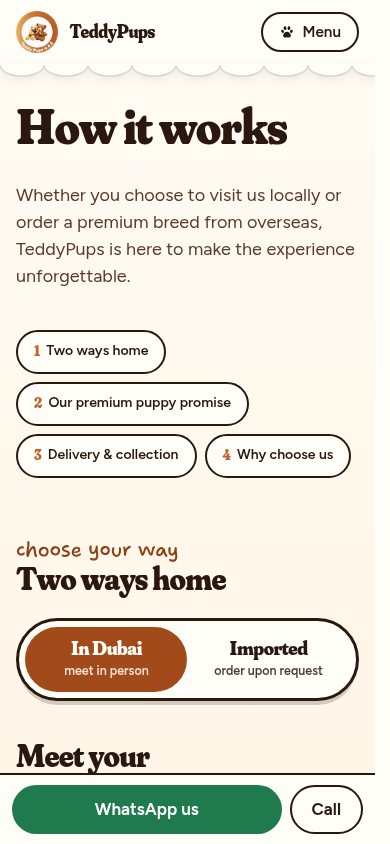 TeddyPups
Menu
How it works
Whether you choose to visit us locally or
order a premium breed from overseas,
TeddyPups is here to make the experience
unforgettable.
1 Two ways home
2 Our premium puppy promise
3 Delivery & collection
4 Why choose us
choose your way
Two ways home
In Dubai
meet in person
Imported
order upon request
Meet your
WhatsApp us
Call